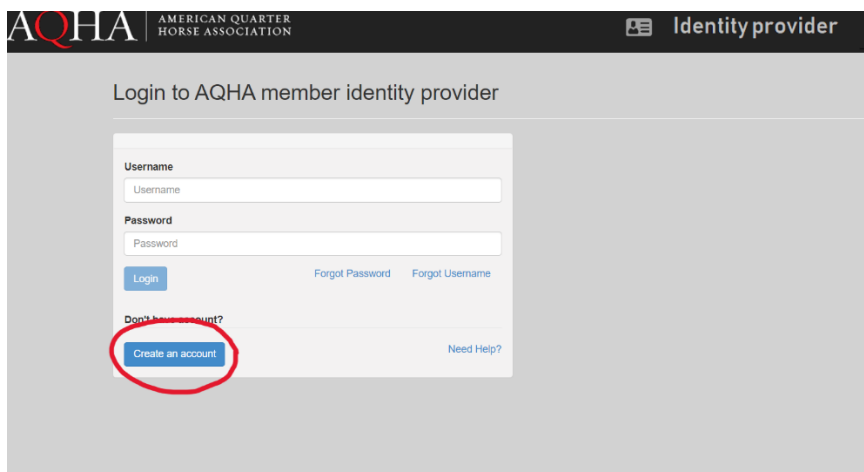 AQHA
AMERICAN QUARTER
HORSE ASSOCIATION
Identity provider
Login to AQHA member identity provider
Username
Username
Password
Password
Login
Forgot Password
Forgot Username
Don't have account?
Create an account
Need Help?